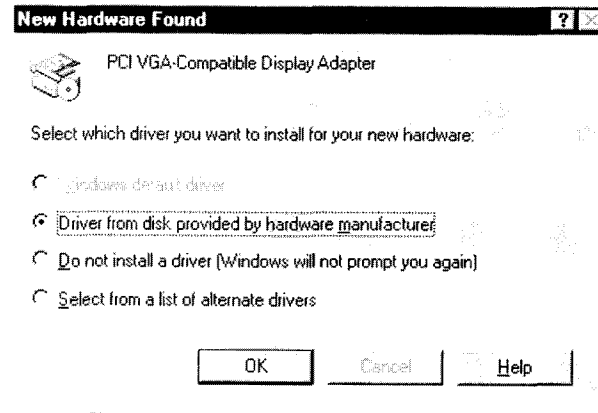 New Hardware Found
PCI VGA-Compatible Display Adapter
Select which driver you want to install for your new hardware:
Windows default driver
Driver from disk provided by hardware manufacturer
Do not install a driver (Windows will not prompt you again)
Select from a list of alternate drivers
OK Cancel Help